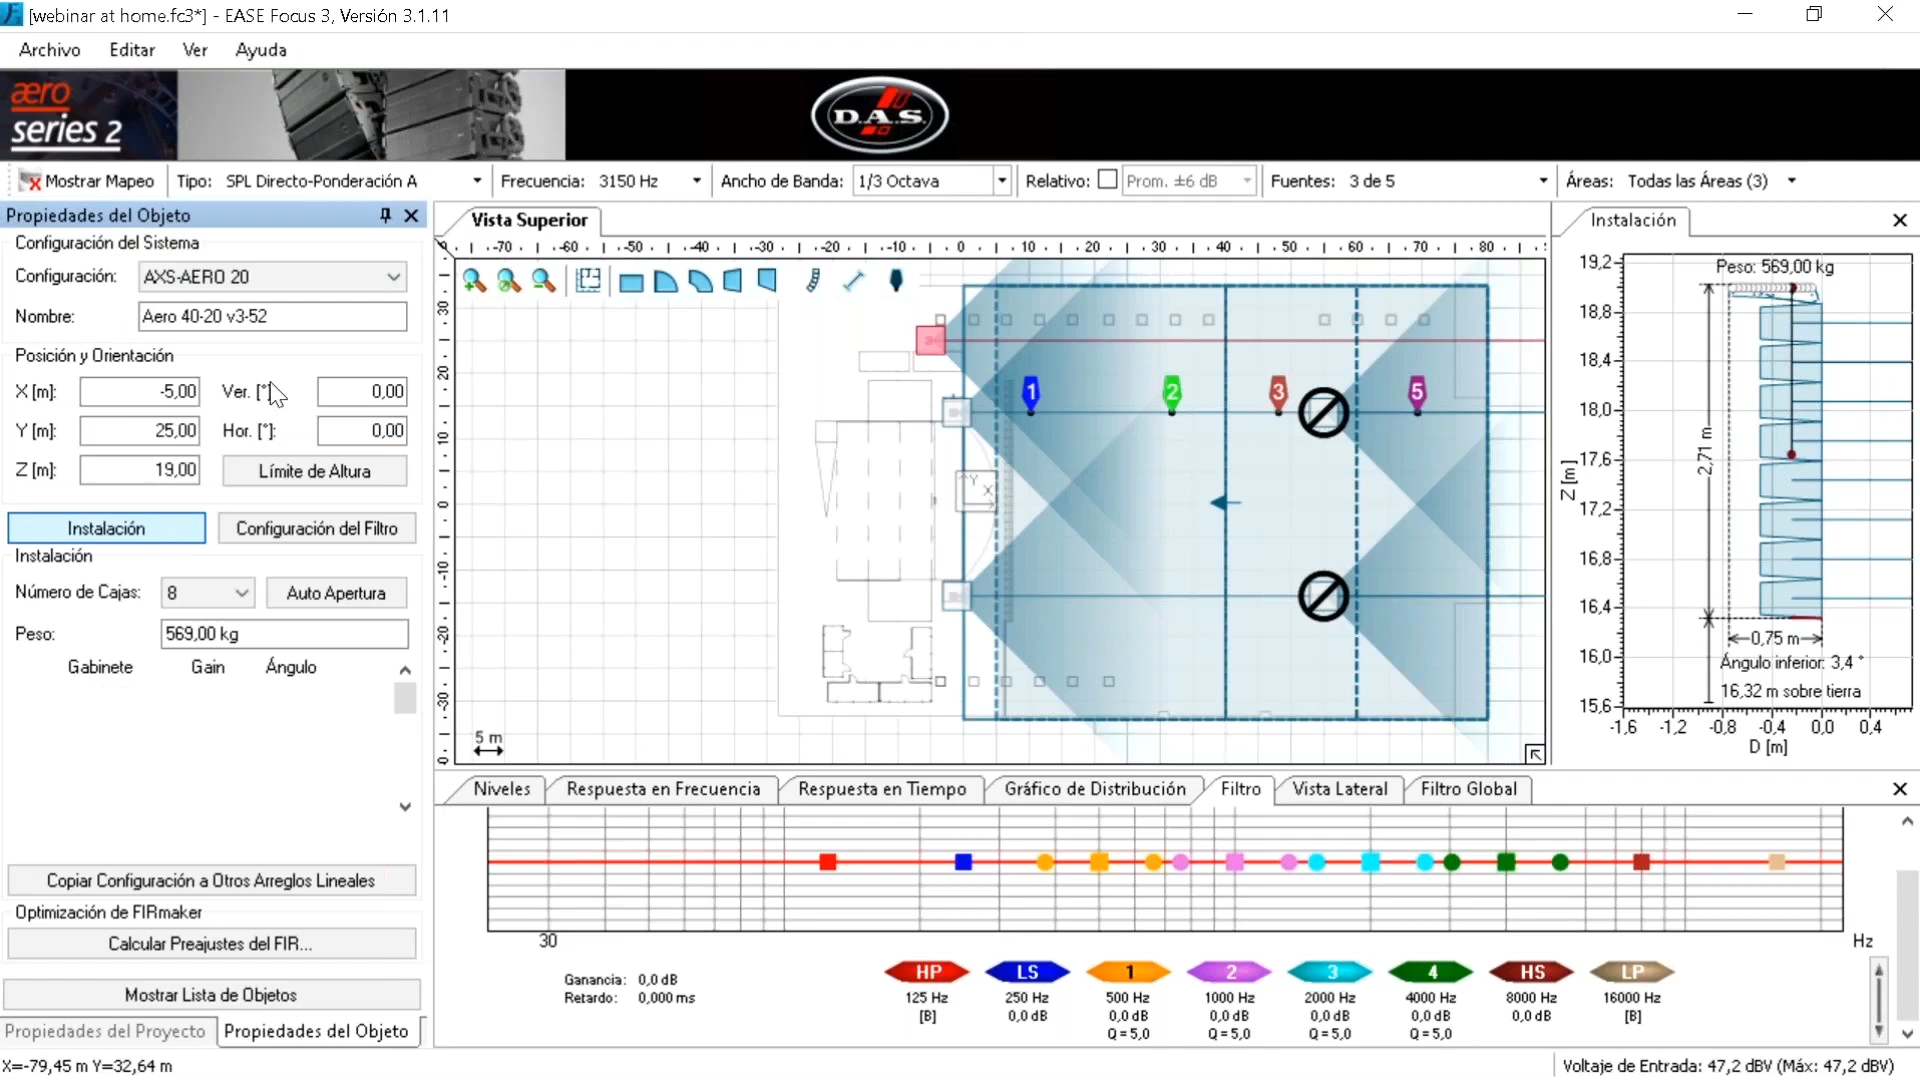 [webinar at home.fc3*] - EASE Focus 3, Versión 3.1.11
Archivo Editar Ver Ayuda
aero
series 2
D.A.S.
Mostrar Mapeo Tipo: SPL Directo-Ponderación A Frecuencia: 3150 Hz Ancho de Banda: 1/3 Octava Relativo: Prom. ±6 dB Fuentes: 3 de 5 Áreas: Todas las Áreas (3)
Propiedades del Objeto
Configuración del Sistema
Configuración: AXS-AERO 20
Nombre: Aero 40-20 v3-52
Posición y Orientación
X [m]: -5,00 Ver. [°] 0,00
Y [m]: 25,00 Hor. [°]: 0,00
Z [m]: 19,00 Límite de Altura
Instalación Configuración del Filtro
Instalación
Número de Cajas: 8 Auto Apertura
Peso: 569,00 kg
Gabinete Gain Ángulo
Copiar Configuración a Otros Arreglos Lineales
Optimización de FIRmaker
Calcular Preajustes del FIR...
Mostrar Lista de Objetos
Propiedades del Proyecto Propiedades del Objeto
X=-79,45 m Y=32,64 m
Vista Superior
-70 -60 -50 -40 -30 -20 -10 0 10 20 30 40 50 60 70 80
30
20
10
0
-10
-20
-30
1 2 3 5
Y
X
5 m
Instalación
Peso: 569,00 kg
19,2
18,8
18,4
18,0
17,6
17,2
16,8
16,4
16,0
15,6
Z [m]
2,71 m
0,75 m
Ángulo inferior: 3,4 °
16,32 m sobre tierra
-1,6 -1,2 -0,8 -0,4 0,0 0,4
D [m]
Niveles Respuesta en Frecuencia Respuesta en Tiempo Gráfico de Distribución Filtro Vista Lateral Filtro Global
30 Hz
Ganancia: 0,0 dB
Retardo: 0,000 ms
HP LS 1 2 3 4 HS LP
125 Hz 250 Hz 500 Hz 1000 Hz 2000 Hz 4000 Hz 8000 Hz 16000 Hz
[B] 0,0 dB 0,0 dB 0,0 dB 0,0 dB 0,0 dB 0,0 dB [B]
Q = 5,0 Q = 5,0 Q = 5,0 Q = 5,0
Voltaje de Entrada: 47,2 dBV (Máx: 47,2 dBV)